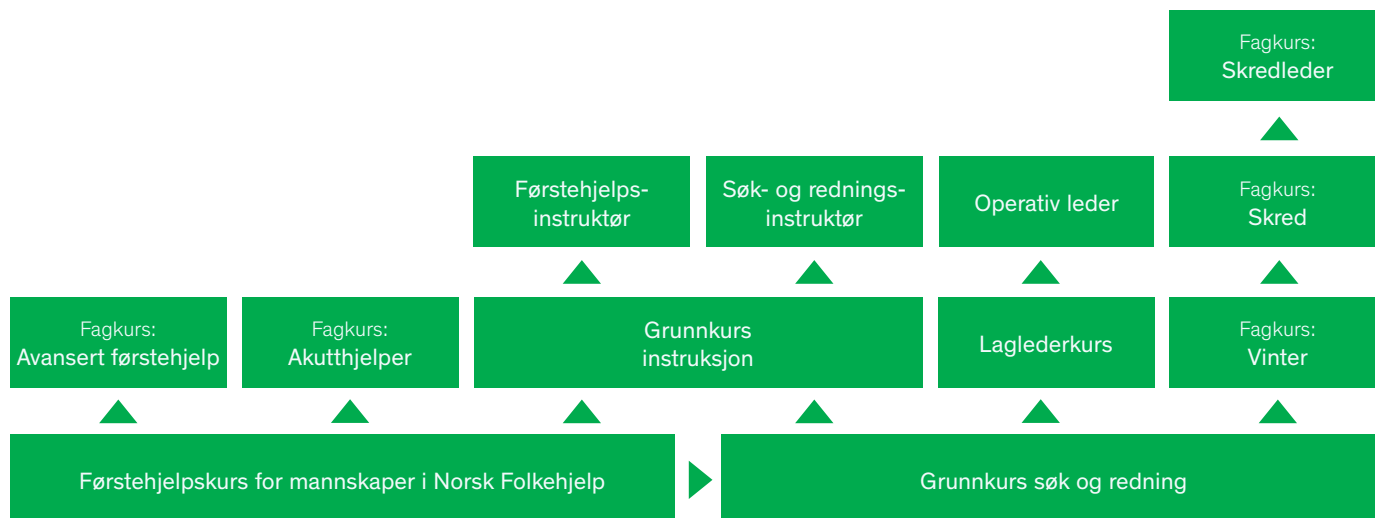 Fagkurs:
Skredleder
Førstehjelps-
instruktør
Søk- og rednings-
instruktør
Operativ leder
Fagkurs:
Skred
Fagkurs:
Avansert førstehjelp
Fagkurs:
Akutthjelper
Grunnkurs
instruksjon
Laglederkurs
Fagkurs:
Vinter
Førstehjelpskurs for mannskaper i Norsk Folkehjelp
Grunnkurs søk og redning